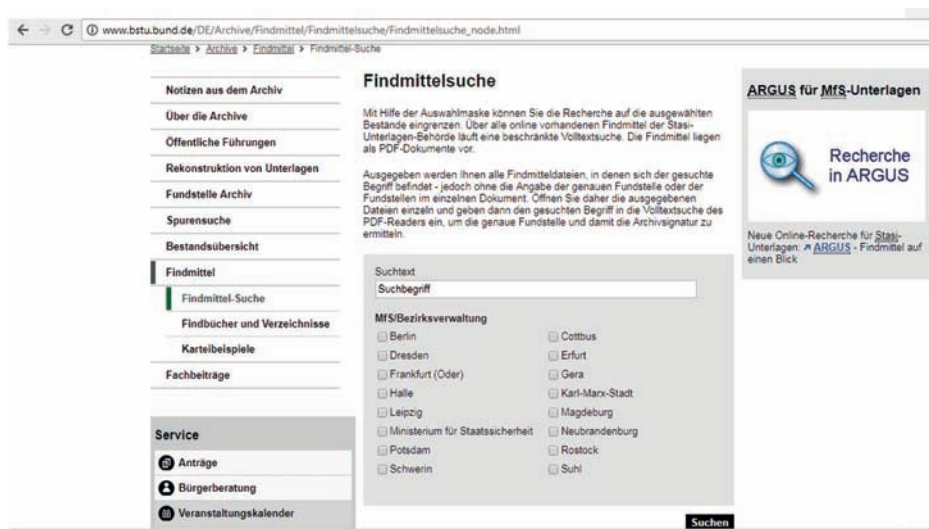 www.bstu.bund.de/DE/Archive/Findmittel/Findmittelsuche/Findmittelsuche_node.html
Startseite > Archive > Findmittel > Findmittel-Suche
Notizen aus dem Archiv
Über die Archive
Öffentliche Führungen
Rekonstruktion von Unterlagen
Fundstelle Archiv
Spurensuche
Bestandsübersicht
Findmittel
Findmittel-Suche
Findbücher und Verzeichnisse
Karteibeispiele
Fachbeiträge
Service
Anträge
Bürgerberatung
Veranstaltungskalender
Findmittelsuche
Mit Hilfe der Auswahlmaske können Sie die Recherche auf die ausgewählten
Bestände eingrenzen. Über alle online vorhandenen Findmittel der Stasi-
Unterlagen-Behörde läuft eine beschränkte Volltextsuche. Die Findmittel liegen
als PDF-Dokumente vor.
Ausgegeben werden Ihnen alle Findmitteldateien, in denen sich der gesuchte
Begriff befindet - jedoch ohne die Angabe der genauen Fundstelle oder der
Fundstellen im einzelnen Dokument. Öffnen Sie daher die ausgegebenen
Dateien einzeln und geben dann den gesuchten Begriff in die Volltextsuche des
PDF-Readers ein, um die genaue Fundstelle und damit die Archivsignatur zu
ermitteln.
Suchtext
Suchbegriff
MfS/Bezirksverwaltung
Berlin
Cottbus
Dresden
Erfurt
Frankfurt (Oder)
Gera
Halle
Karl-Marx-Stadt
Leipzig
Magdeburg
Ministerium für Staatssicherheit
Neubrandenburg
Potsdam
Rostock
Schwerin
Suhl
Suchen
ARGUS für MfS-Unterlagen
Recherche
in ARGUS
Neue Online-Recherche für Stasi-
Unterlagen: ARGUS - Findmittel auf
einen Blick